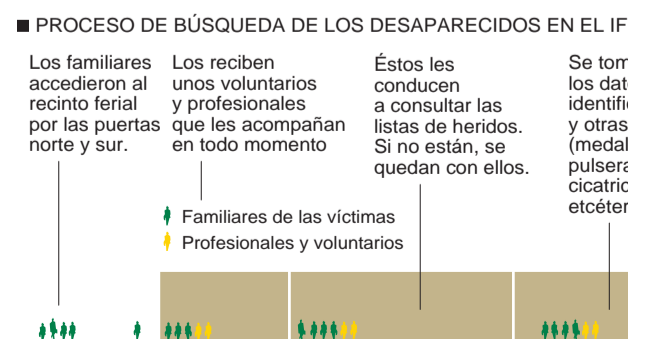 PROCESO DE BÚSQUEDA DE LOS DESAPARECIDOS EN EL IF
Los familiares
accedieron al
recinto ferial
por las puertas
norte y sur.
Los reciben
unos voluntarios
y profesionales
que les acompañan
en todo momento
Éstos les
conducen
a consultar las
listas de heridos.
Si no están, se
quedan con ellos.
Se tom
los dat
identifi
y otras
(medal
pulsera
cicatric
etcéter
Familiares de las víctimas
Profesionales y voluntarios